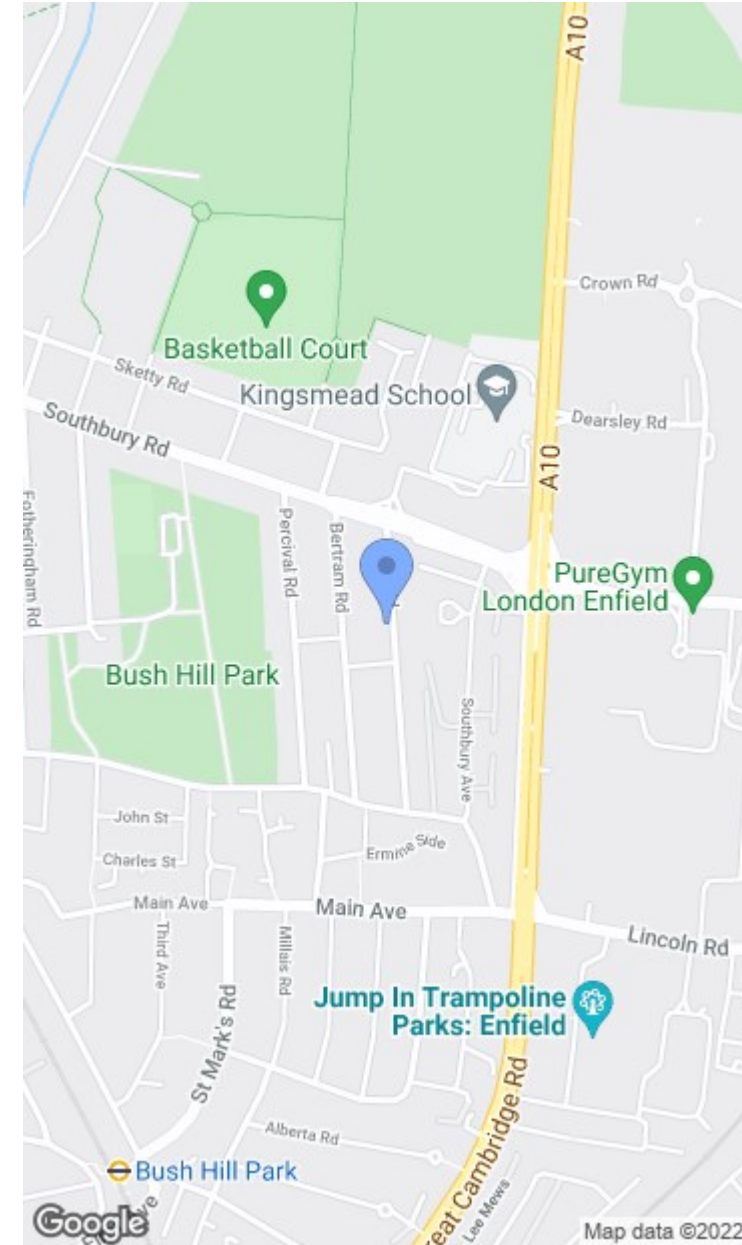 A10
Crown Rd
Basketball Court
Sketty Rd
Kingsmead School
Southbury Rd
Dearsley Rd
A10
Fotheringham Rd
Percival Rd
Bertram Rd
PureGym
London Enfield
Bush Hill Park
Southbury Ave
John St
Ermine Side
Charles St
Main Ave
Main Ave
Third Ave
Millais Rd
Lincoln Rd
St Mark's Rd
Jump In Trampoline
Parks: Enfield
Alberta Rd
eat Cambridge Rd
Bush Hill Park
Lee Mews
Ave
Google
Map data ©2022